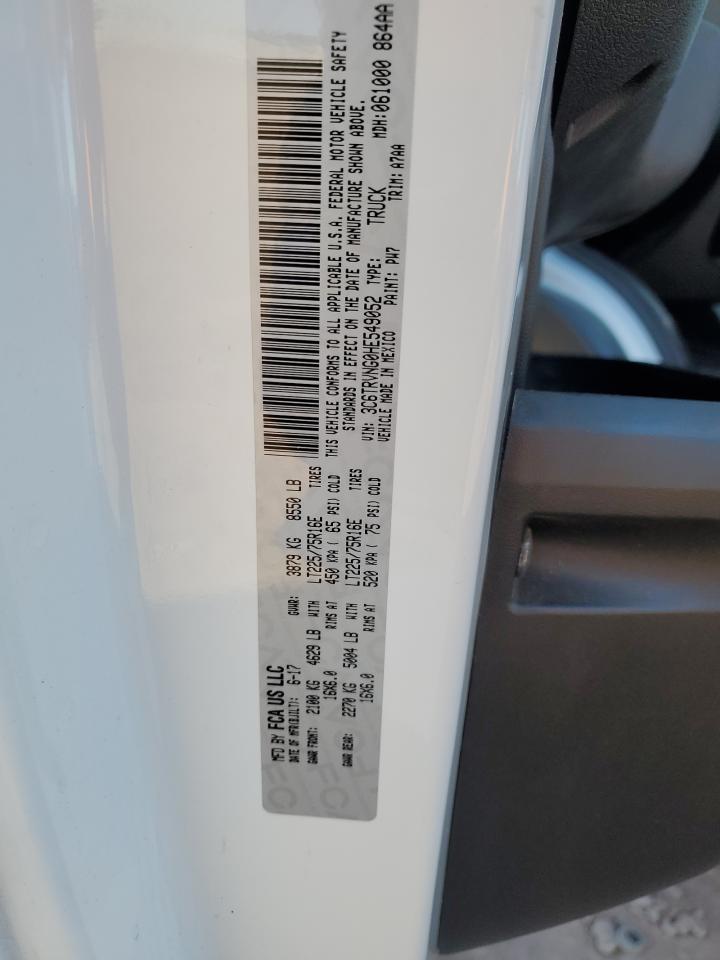 MFD BY FCA US LLC
DATE OF MFR(BUILT): 6-17 GVWR: 3879 KG 8550 LB
GAWR FRONT: 2100 KG 4629 LB WITH LT225/75R16E TIRES
16X6.0 RIMS AT 450 KPA ( 65 PSI) COLD
GAWR REAR: 2270 KG 5004 LB WITH LT225/75R16E TIRES
16X6.0 RIMS AT 520 KPA ( 75 PSI) COLD
THIS VEHICLE CONFORMS TO ALL APPLICABLE U.S.A. FEDERAL MOTOR VEHICLE SAFETY
STANDARDS IN EFFECT ON THE DATE OF MANUFACTURE SHOWN ABOVE.
VIN: 3C6TRVNG0HE549052 TYPE: TRUCK MDH:061000 864AA
VEHICLE MADE IN MEXICO PAINT: PW7 TRIM: A7AA